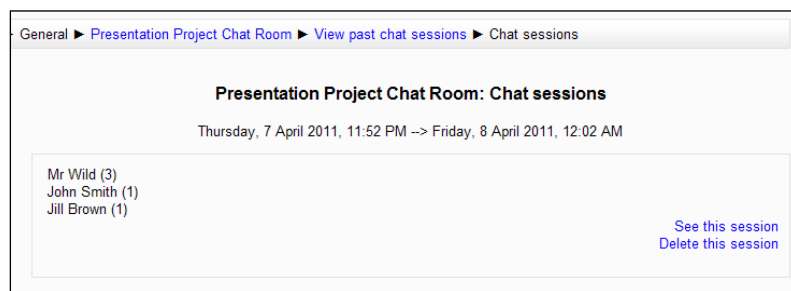 General ► Presentation Project Chat Room ► View past chat sessions ► Chat sessions
Presentation Project Chat Room: Chat sessions
Thursday, 7 April 2011, 11:52 PM --> Friday, 8 April 2011, 12:02 AM
Mr Wild (3)
John Smith (1)
Jill Brown (1)
See this session
Delete this session